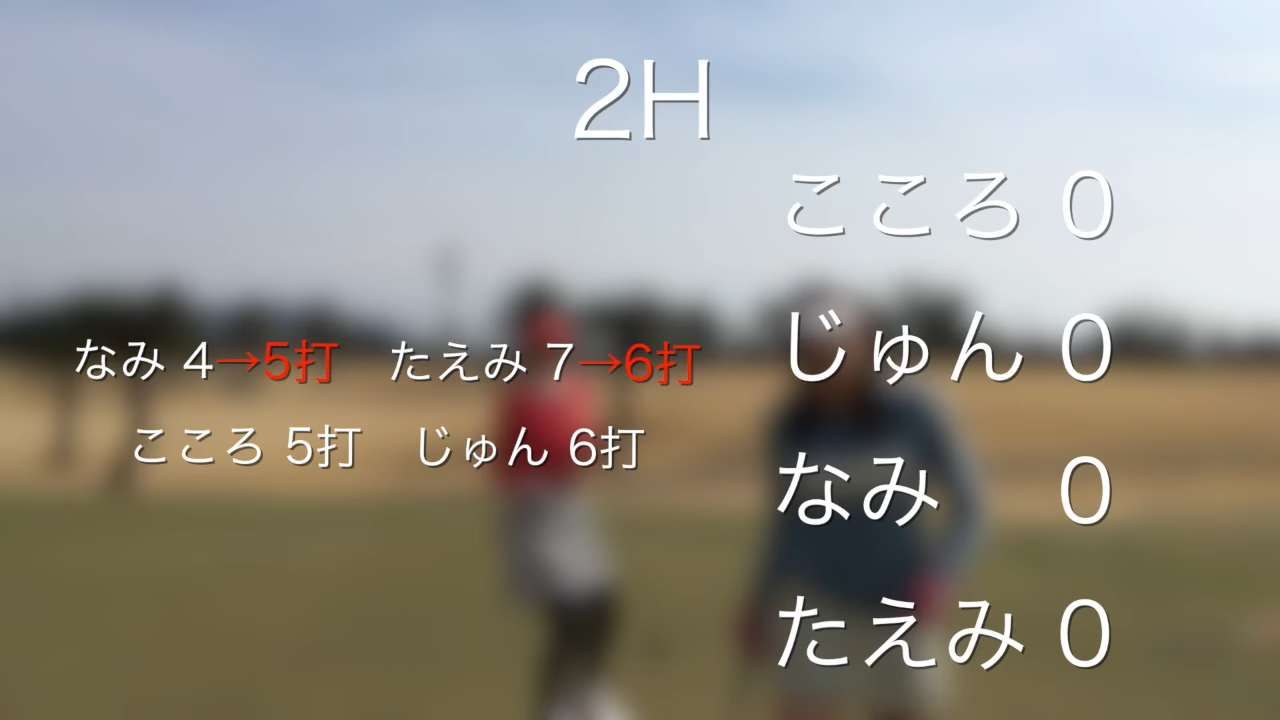 2H
こころ 0
じゅん 0
なみ 0
たえみ 0
なみ 4→5打 たえみ 7→6打
こころ 5打 じゅん 6打